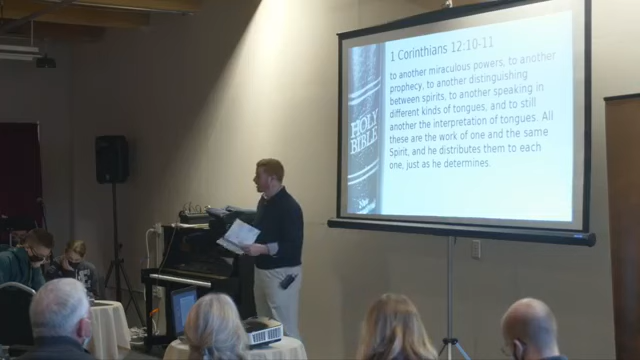 1 Corinthians 12:10-11
to another miraculous powers, to another
prophecy, to another distinguishing
between spirits, to another speaking in
different kinds of tongues, and to still
another the interpretation of tongues. All
these are the work of one and the same
Spirit, and he distributes them to each
one, just as he determines.
HOLY
BIBLE